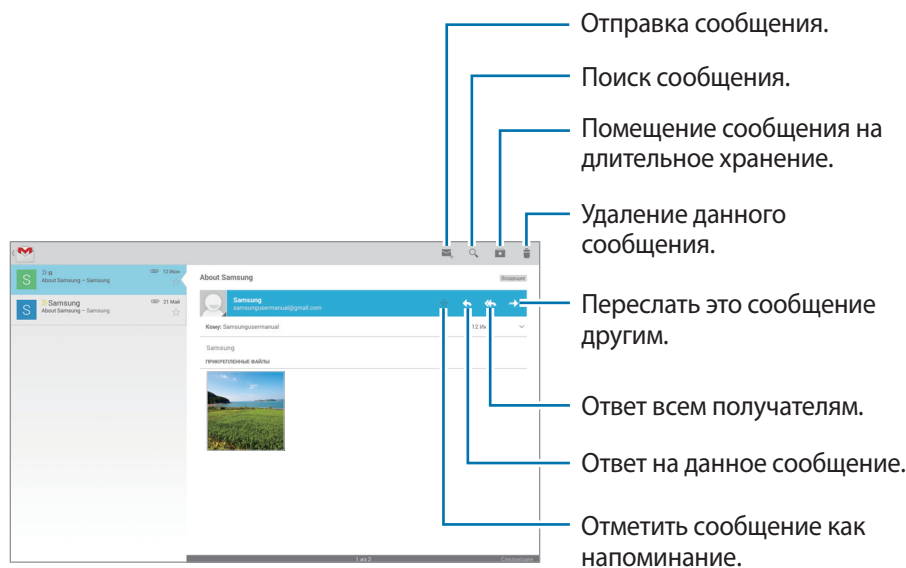 Отправка сообщения.
Поиск сообщения.
Помещение сообщения на
длительное хранение.
Удаление данного
сообщения.
Переслать это сообщение
другим.
Ответ всем получателям.
Ответ на данное сообщение.
Отметить сообщение как
напоминание.
S
Я
12 Июн
About Samsung – Samsung
S
Samsung
21 Май
About Samsung – Samsung
About Samsung
Входящие
Samsung
samsungusermanual@gmail.com
Кому: Samsungusermanual
12 И
Samsung
ПРИКРЕПЛЕННЫЕ ФАЙЛЫ
1 из 2
Следующее